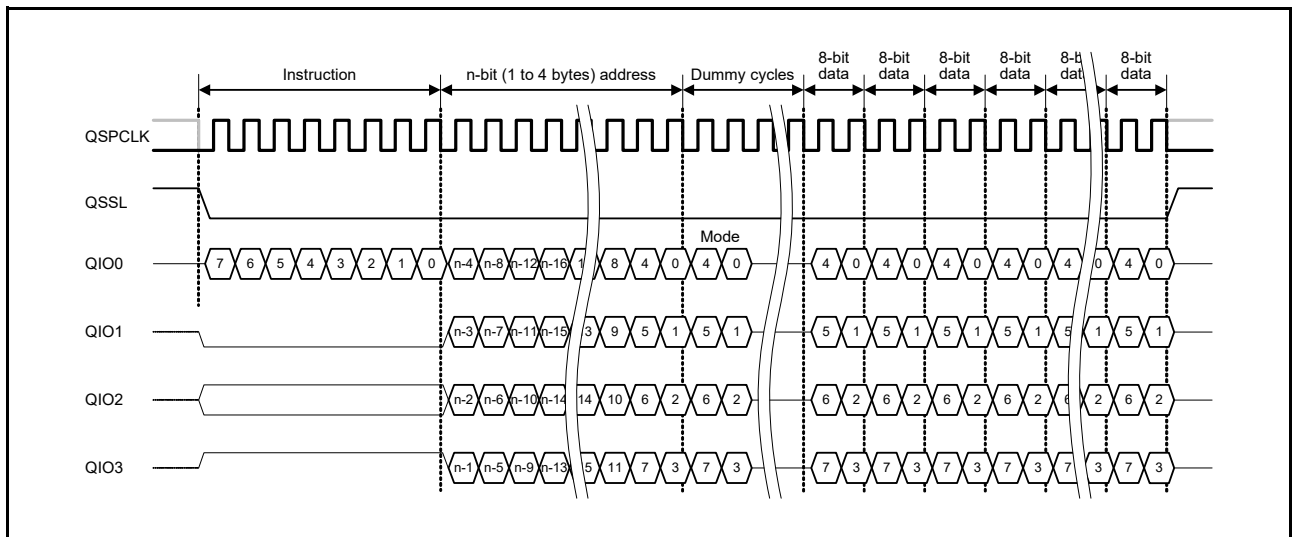 8-bit 8-bit 8-bit 8-bit 8-bit
Instruction n-bit (1 to 4 bytes) address Dummy cycles data data data data data
QSPCLK
QSSL
Mode
QIO0 7 6 5 4 3 2 1 0 n-4 n-8 n-12 n-16 8 4 0 4 0 4 0 4 0 4 0 4 0 4 0 4 0
QIO1 n-3 n-7 n-11 n-15 9 5 1 5 1 5 1 5 1 5 1 5 1 5 1 5 1
QIO2 n-2 n-6 n-10 n-14 14 10 6 2 6 2 6 2 6 2 6 2 6 2 6 2 6 2
QIO3 n-1 n-5 n-9 n-13 11 7 3 7 3 7 3 7 3 7 3 7 3 7 3 7 3